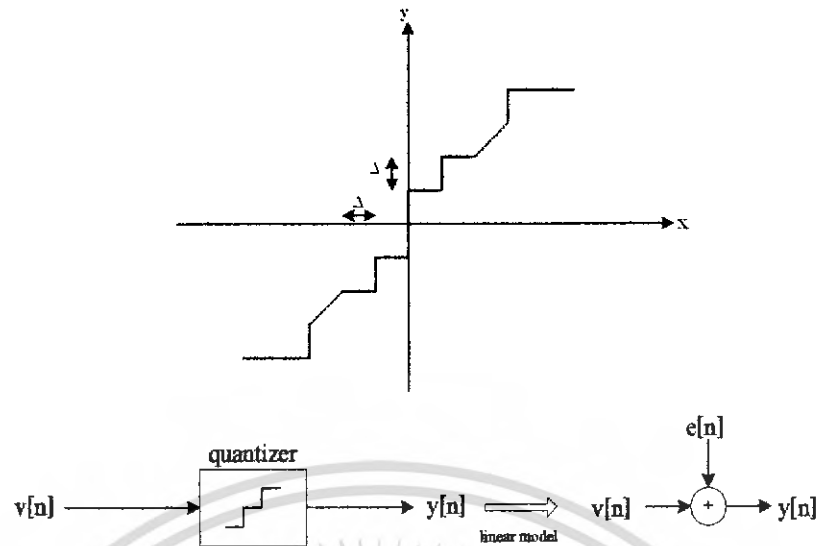 y
Δ
Δ
x
quantizer
e[n]
v[n]
y[n]
linear model
v[n]
+
y[n]